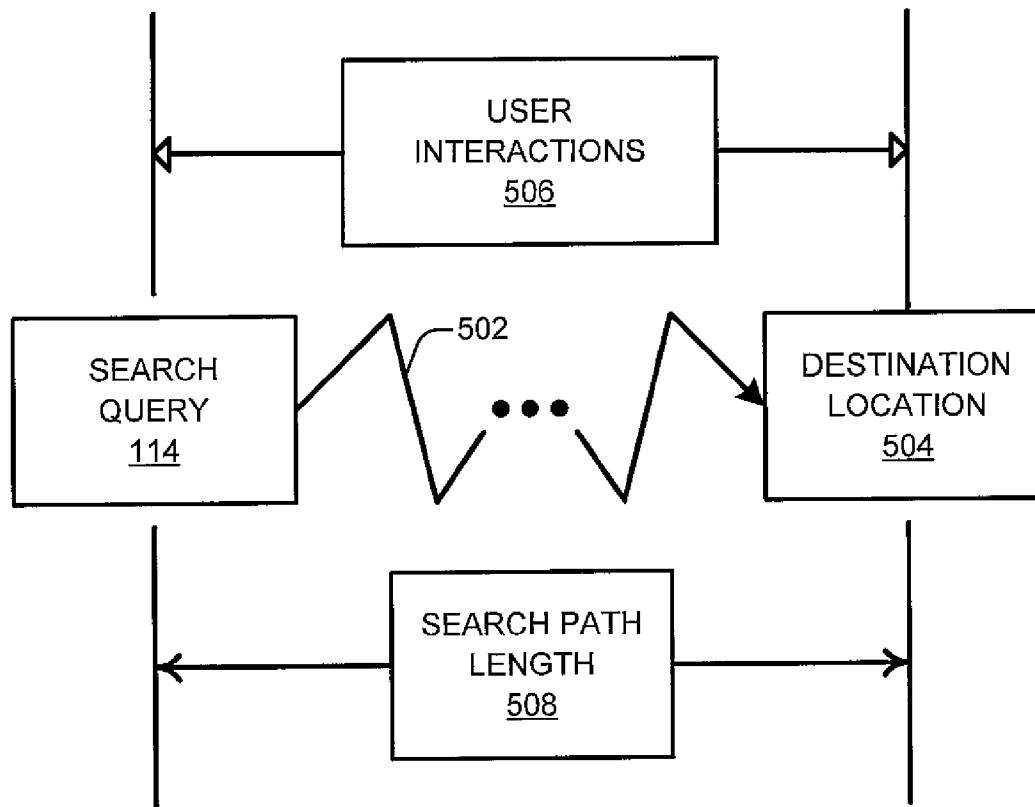 USER
INTERACTIONS
506
502
SEARCH
QUERY
114
DESTINATION
LOCATION
504
SEARCH PATH
LENGTH
508